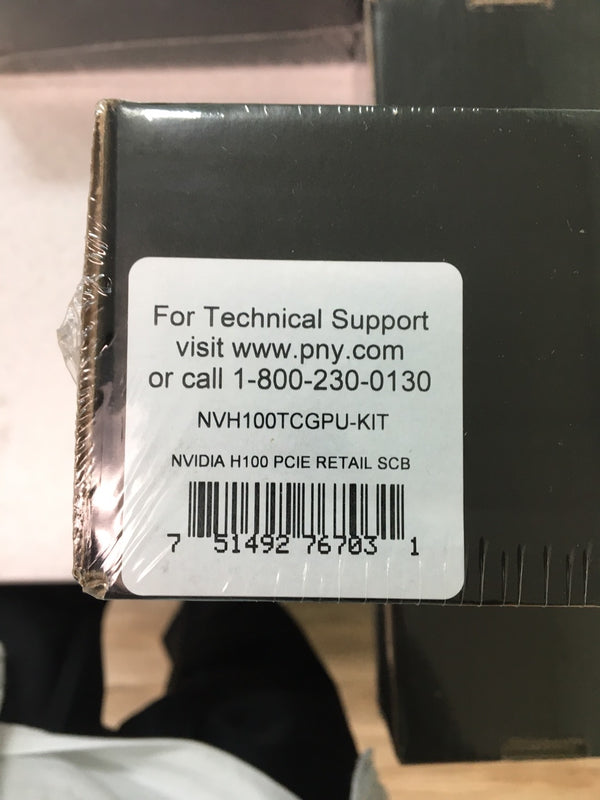 For Technical Support
visit www.pny.com
or call 1-800-230-0130
NVH100TCGPU-KIT
NVIDIA H100 PCIE RETAIL SCB
7 51492 76703 1